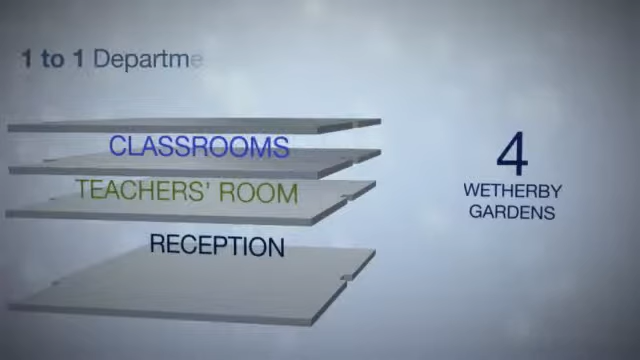 1 to 1 Departme
CLASSROOMS
TEACHERS' ROOM
RECEPTION
4
WETHERBY
GARDENS